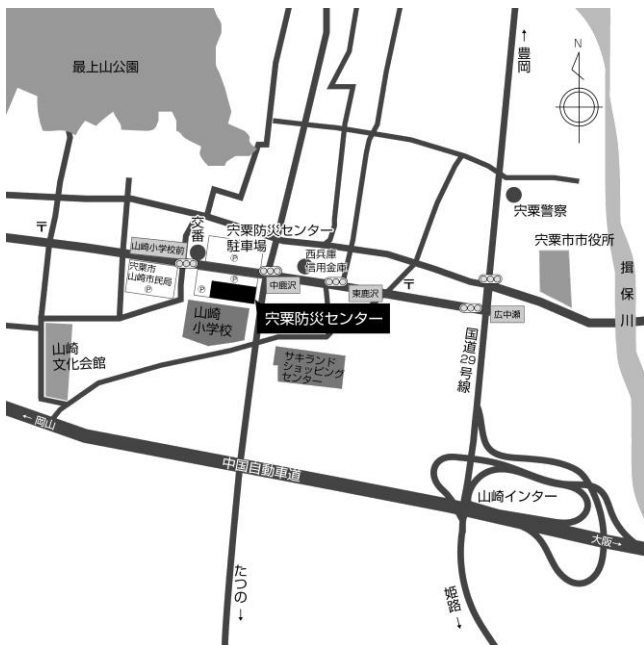 最上山公園
↑豊岡
N
宍粟警察
宍粟市市役所
揖保川
〒
交番
宍粟防災センター
駐車場
Ⓟ
山崎小学校前
西兵庫
信用金庫
宍粟市
山崎市民局
Ⓟ
Ⓟ
中鹿沢
東鹿沢
〒
広中瀬
山崎
小学校
宍粟防災センター
国道29号線
山崎
文化会館
サキランド
ショッピング
センター
←岡山
中国自動車道
山崎インター
大阪→
たつの↓
姫路↓